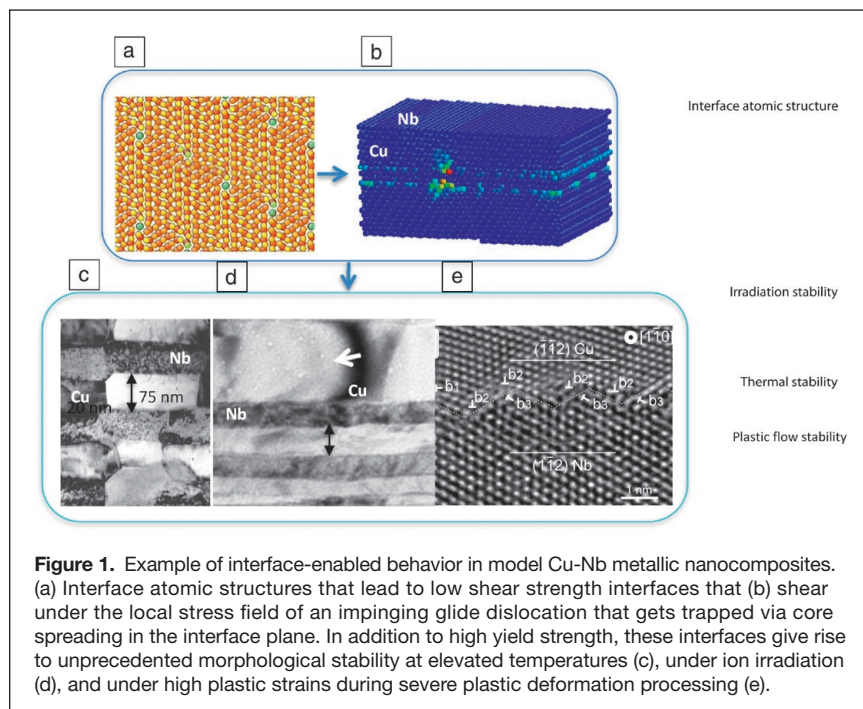 a
b
Nb
Cu
Interface atomic structure
Irradiation stability
c
d
e
Nb
Cu
75 nm
20 nm
Nb
Cu
[11̄0]
(1̄1̄12) Cu
b1
b2
b2
b2
b2
b3
b3
b3
(11̄12) Nb
1 nm
Thermal stability
Plastic flow stability
Figure 1. Example of interface-enabled behavior in model Cu-Nb metallic nanocomposites.
(a) Interface atomic structures that lead to low shear strength interfaces that (b) shear
under the local stress field of an impinging glide dislocation that gets trapped via core
spreading in the interface plane. In addition to high yield strength, these interfaces give rise
to unprecedented morphological stability at elevated temperatures (c), under ion irradiation
(d), and under high plastic strains during severe plastic deformation processing (e).